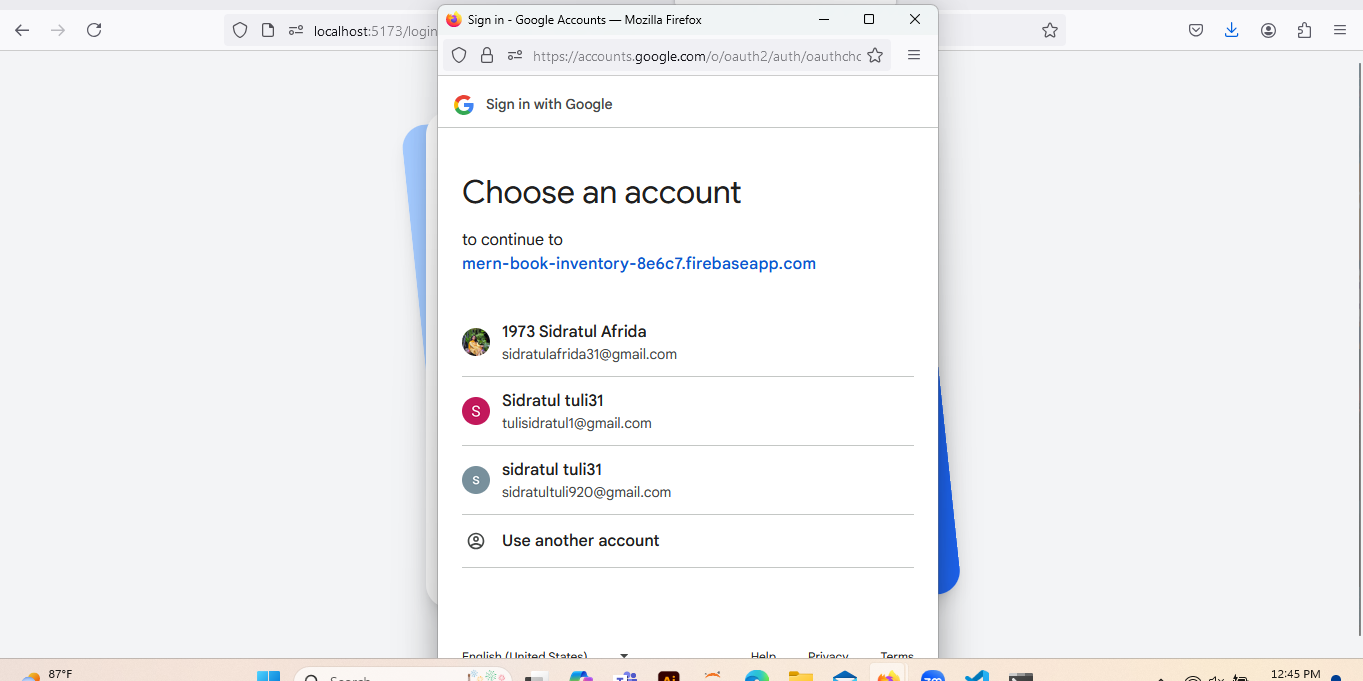 Sign in - Google Accounts — Mozilla Firefox
localhost:5173/login
https://accounts.google.com/o/oauth2/auth/oauthchc
Sign in with Google
Choose an account
to continue to
mern-book-inventory-8e6c7.firebaseapp.com
1973 Sidratul Afrida
sidratulafrida31@gmail.com
S
Sidratul tuli31
tulisidratul1@gmail.com
s
sidratul tuli31
sidratultuli920@gmail.com
Use another account
English (United States) Help Privacy Terms
87°F
Search
Ai
zm
12:45 PM